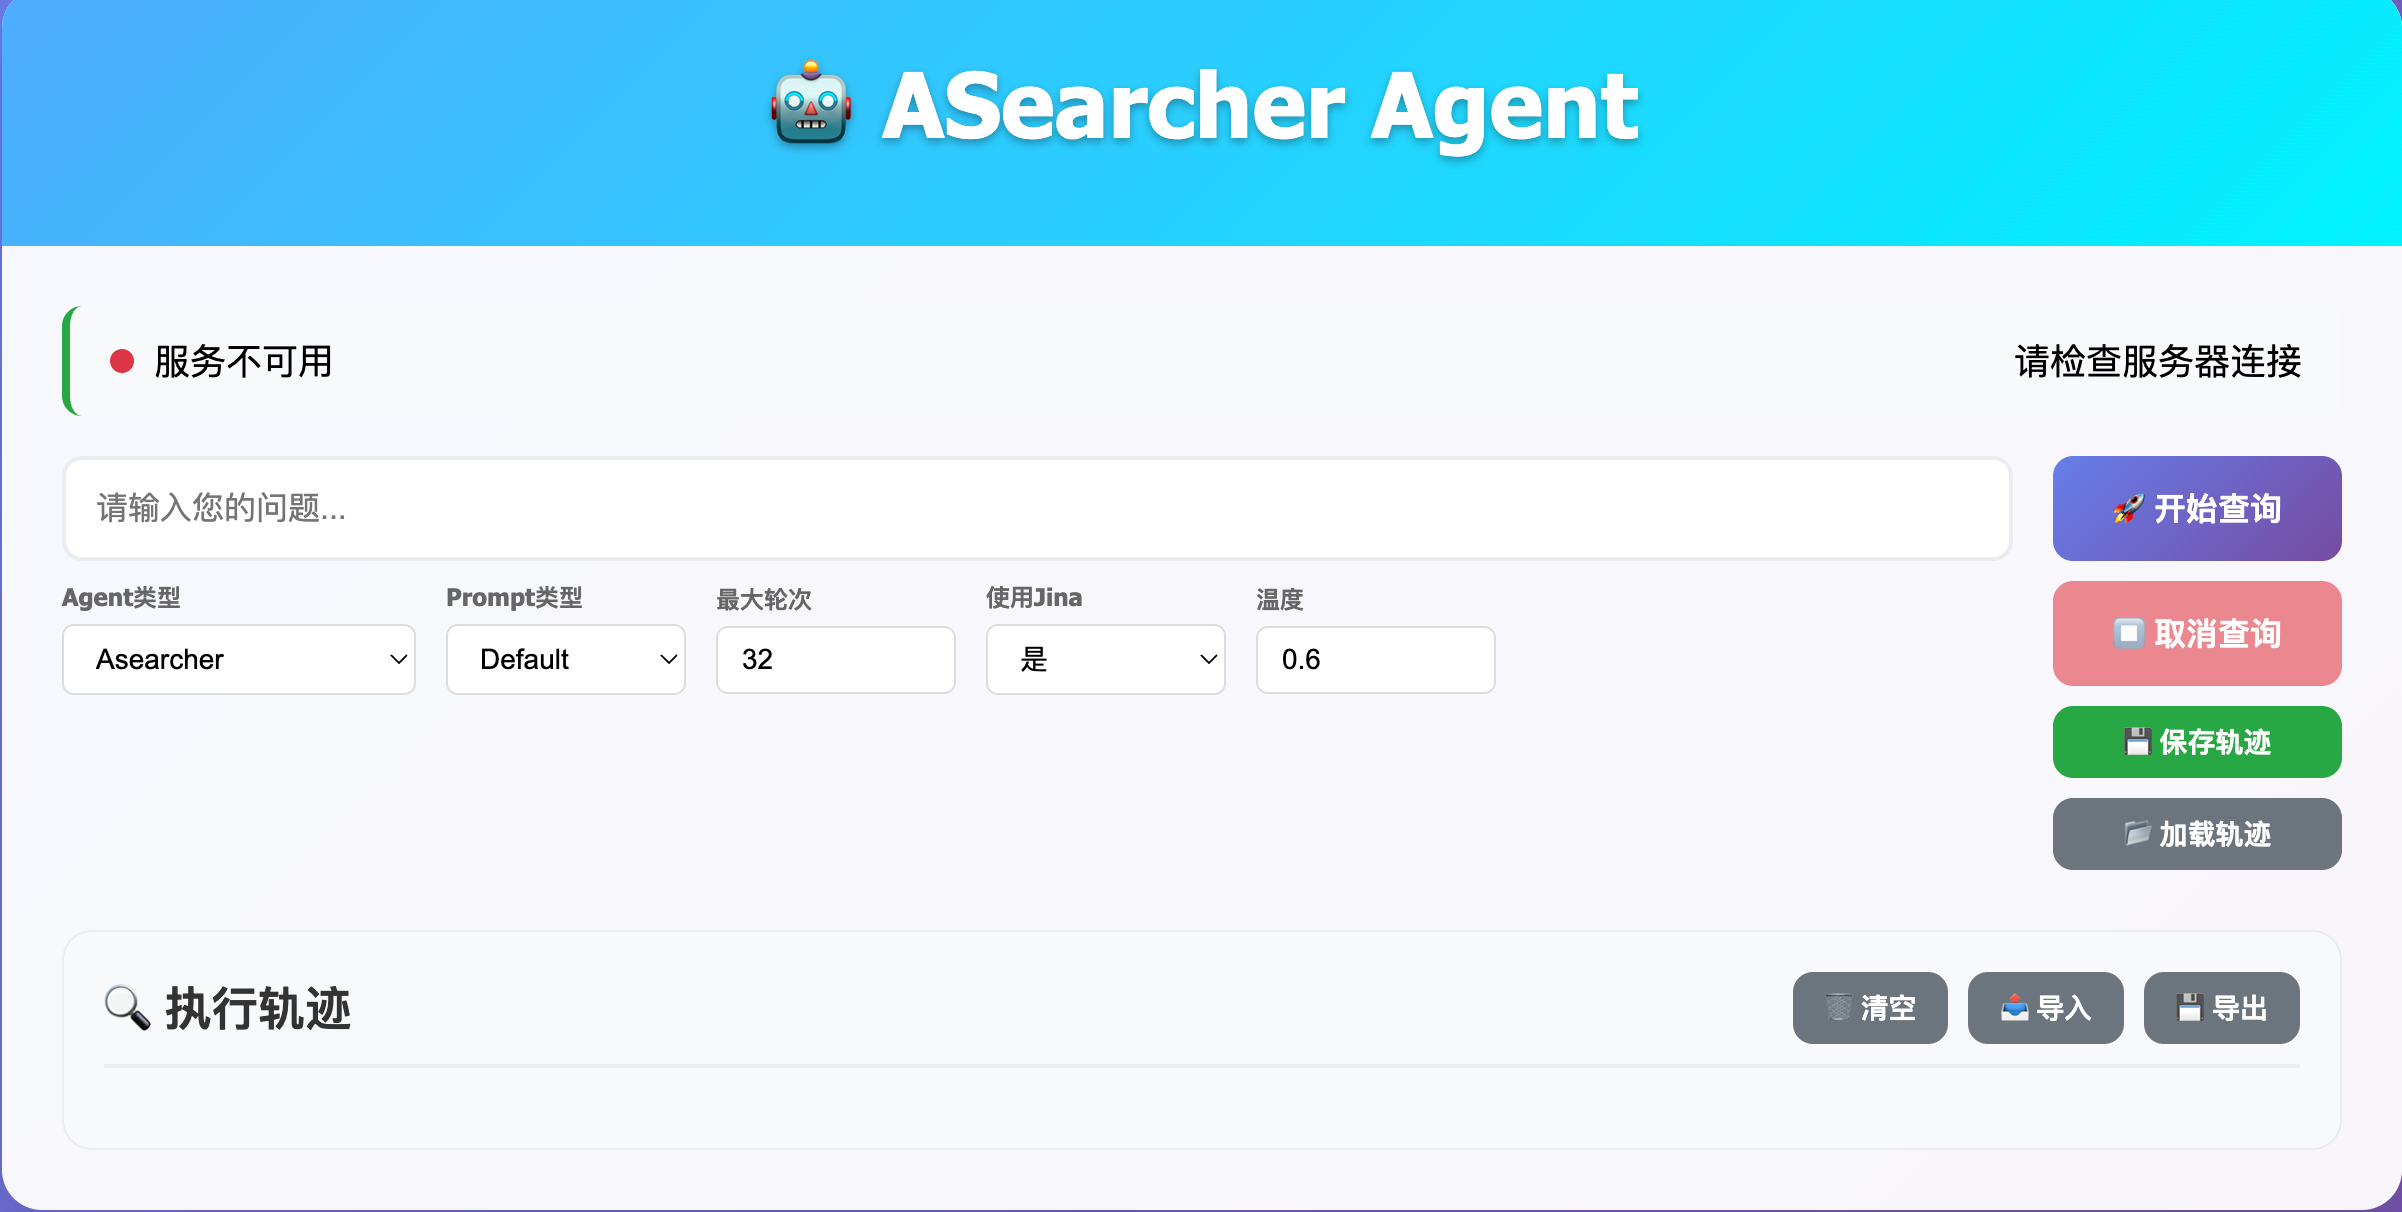 ASearcher Agent
服务不可用
请检查服务器连接
请输入您的问题...
开始查询
Agent类型
Prompt类型
最大轮次
使用Jina
温度
Asearcher
Default
32
是
0.6
取消查询
保存轨迹
加载轨迹
执行轨迹
清空
导入
导出